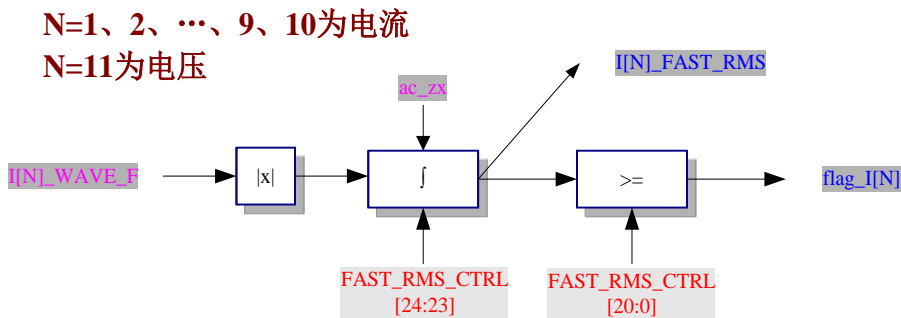 N=1、2、…、9、10为电流
N=11为电压
I[N]_FAST_RMS
ac_zx
I[N]_WAVE_F
|x|
∫
>=
flag_I[N]
FAST_RMS_CTRL
[24:23]
FAST_RMS_CTRL
[20:0]